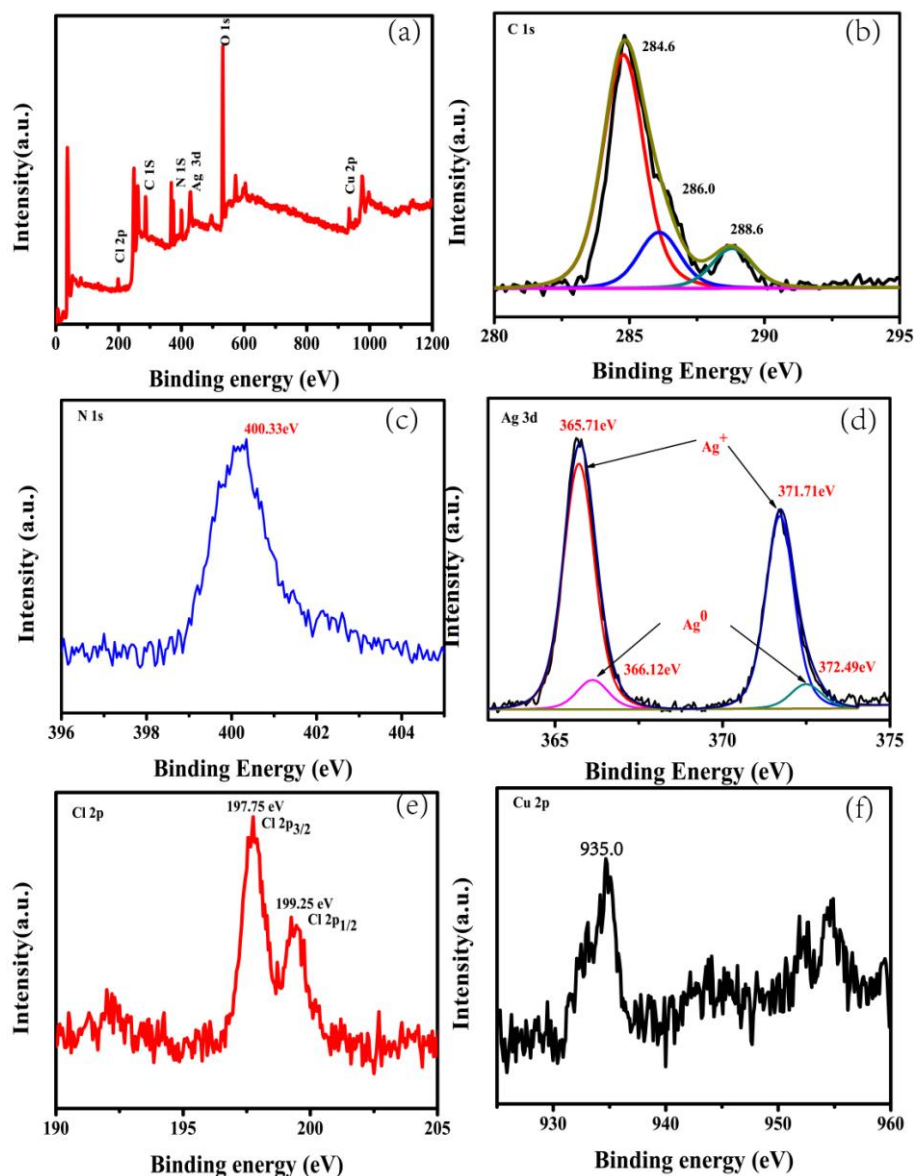 (a)
Intensity(a.u.)
Cl 2p
C 1S
N 1S
Ag 3d
O 1s
Cu 2p
0 200 400 600 800 1000 1200
Binding energy (eV)
C 1s
(b)
284.6
286.0
288.6
Intensity(a.u.)
280 285 290 295
Binding Energy (eV)
N 1s
(c)
400.33eV
Intensity (a.u.)
396 398 400 402 404
Binding Energy (eV)
Ag 3d
(d)
365.71eV
Ag+
371.71eV
Ag0
366.12eV
372.49eV
Intensity (a.u.)
365 370 375
Binding Energy (eV)
Cl 2p
(e)
197.75 eV
Cl 2p3/2
199.25 eV
Cl 2p1/2
Intensity(a.u.)
190 195 200 205
Binding energy (eV)
Cu 2p
(f)
935.0
Intensity(a.u.)
930 940 950 960
Binding energy (eV)